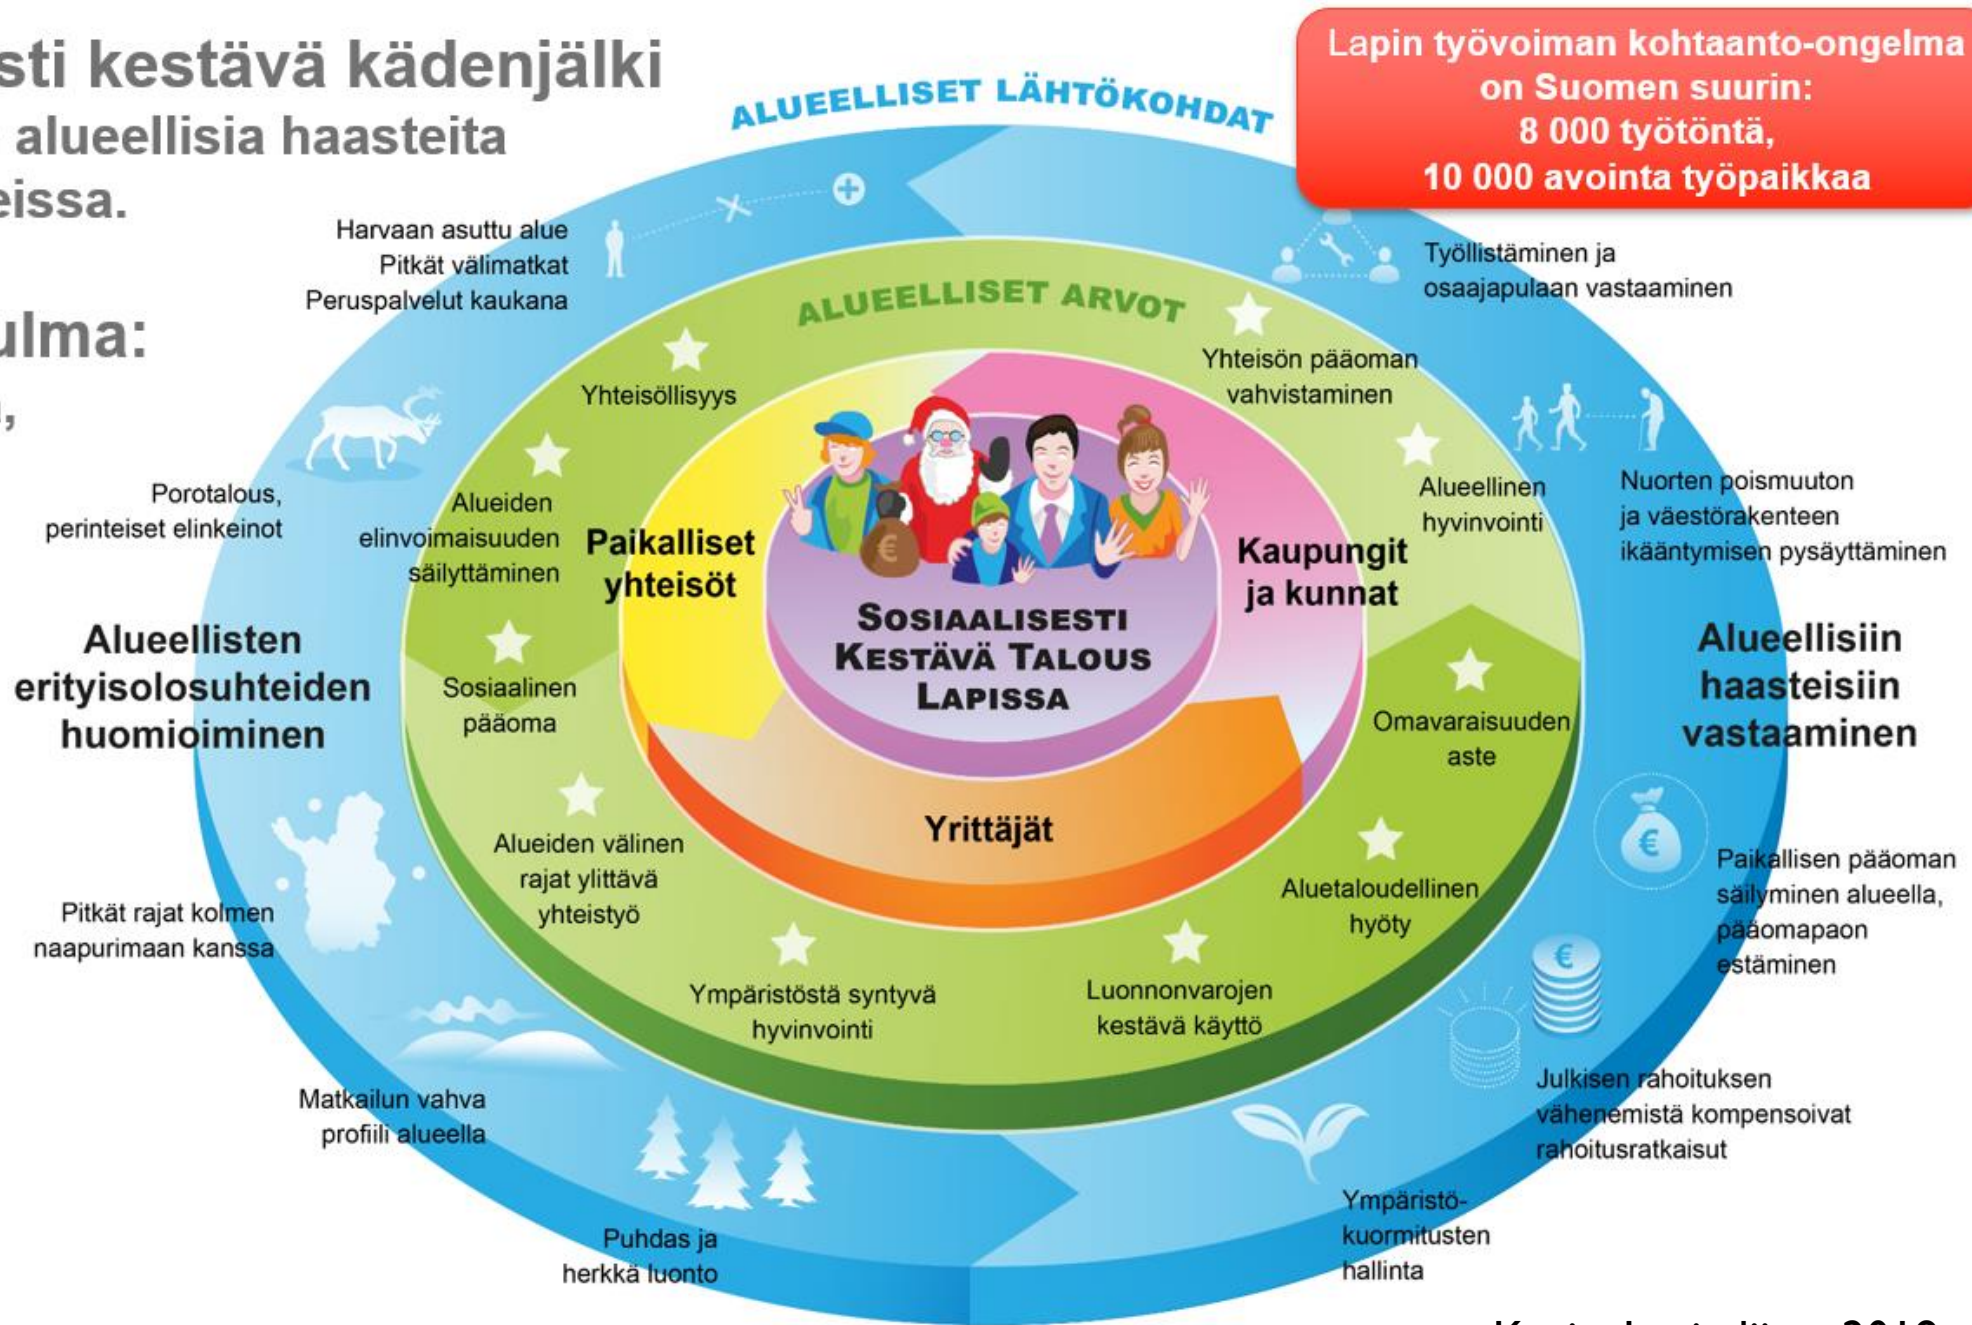 sti kestävä kädenjälki
alueellisia haasteita
eissa.
ulma:
Lapin työvoiman kohtaanto-ongelma
on Suomen suurin:
8 000 työtöntä,
10 000 avointa työpaikkaa
ALUEELLISET LÄHTÖKOHDAT
Harvaan asuttu alue
Pitkät välimatkat
Peruspalvelut kaukana
Porotalous,
perinteiset elinkeinot
Alueellisten
erityisolosuhteiden
huomioiminen
Pitkät rajat kolmen
naapurimaan kanssa
Matkailun vahva
profiili alueella
Puhdas ja
herkkä luonto
Työllistäminen ja
osaajapulaan vastaaminen
Nuorten poismuuton
ja väestörakenteen
ikääntymisen pysäyttäminen
Alueellisiin
haasteisiin
vastaaminen
€
Paikallisen pääoman
säilyminen alueella,
pääomapaon
estäminen
€
Julkisen rahoituksen
vähenemistä kompensoivat
rahoitusratkaisut
Ympäristö-
kuormitusten
hallinta
ALUEELLISET ARVOT
Yhteisöllisyys
Alueiden
elinvoimaisuuden
säilyttäminen
Sosiaalinen
pääoma
Alueiden välinen
rajat ylittävä
yhteistyö
Ympäristöstä syntyvä
hyvinvointi
Yhteisön pääoman
vahvistaminen
Alueellinen
hyvinvointi
Omavaraisuuden
aste
Aluetaloudellinen
hyöty
Luonnonvarojen
kestävä käyttö
Paikalliset
yhteisöt
Kaupungit
ja kunnat
Yrittäjät
€
SOSIAALISESTI
KESTÄVÄ TALOUS
LAPISSA
2019